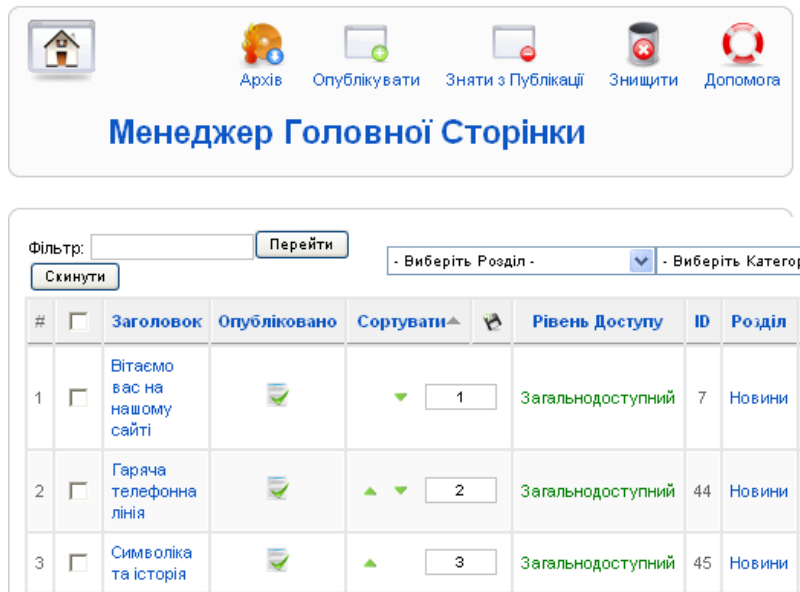 Архів Опублікувати Зняти з Публікації Знищити Допомога
Менеджер Головної Сторінки
Фільтр: Перейти
- Виберіть Розділ - - Виберіть Категор
Скинути
# Заголовок Опубліковано Сортувати Рівень Доступу ID Розділ
Вітаємо
вас на
1 1 Загальнодоступний 7 Новини
нашому
сайті
Гаряча
2 телефонна 2 Загальнодоступний 44 Новини
лінія
Символіка
3 3 Загальнодоступний 45 Новини
та історія